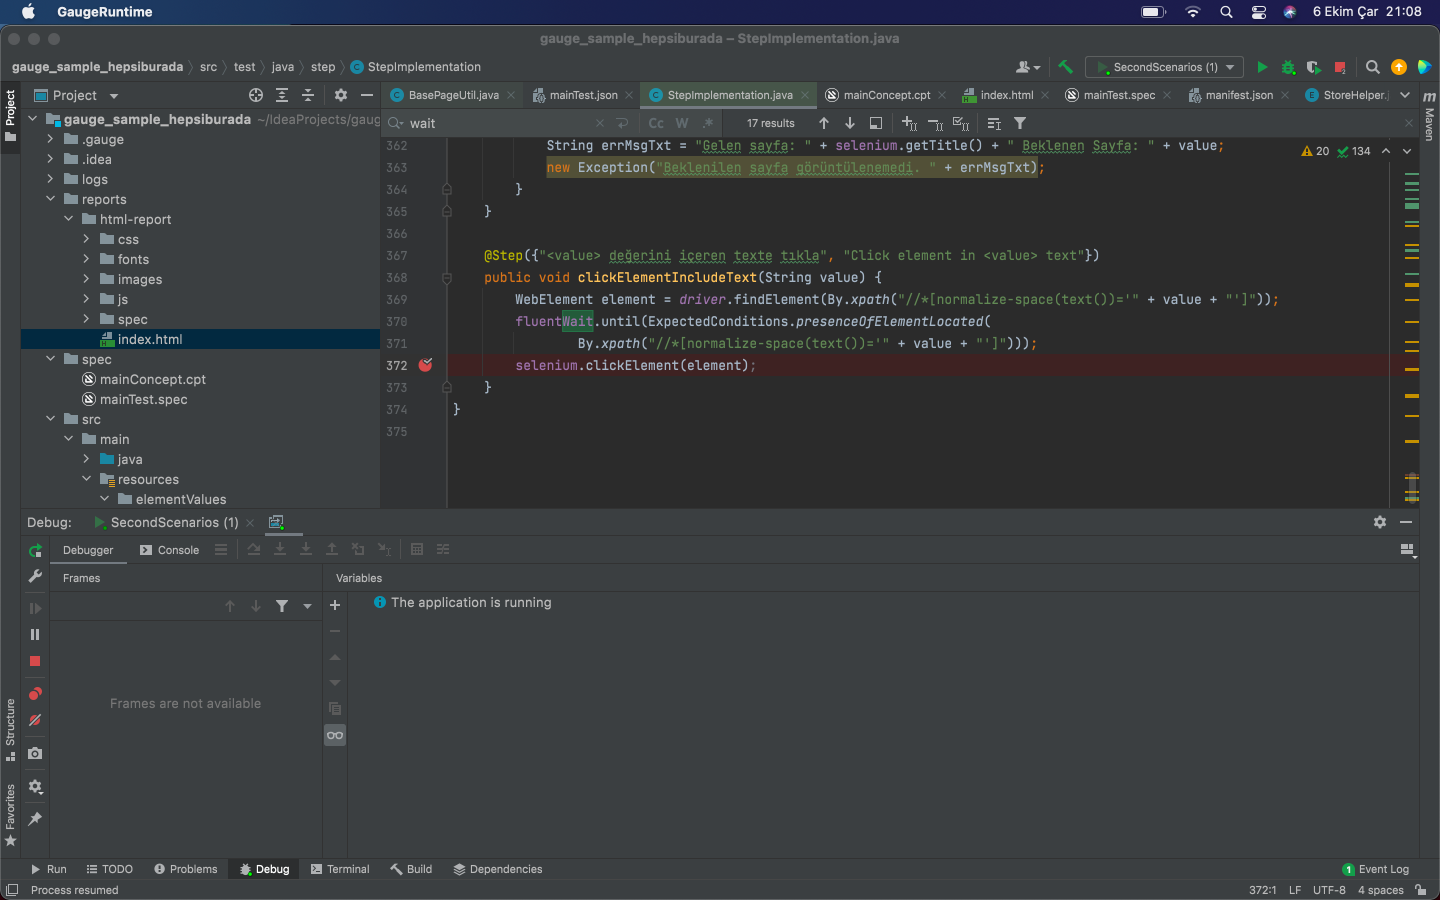 GaugeRuntime
6 Ekim Çar 21:08
gauge_sample_hepsiburada – StepImplementation.java
gauge_sample_hepsiburada src test java step StepImplementation
SecondScenarios (1)
Project
BasePageUtil.java mainTest.json StepImplementation.java mainConcept.cpt index.html mainTest.spec manifest.json StoreHelper.j
wait
Cc W .*
17 results
gauge_sample_hepsiburada ~/IdeaProjects/gaug
.gauge
.idea
logs
reports
html-report
css
fonts
images
js
spec
index.html
spec
mainConcept.cpt
mainTest.spec
src
main
java
resources
elementValues
20 134
362 String errMsgTxt = "Gelen sayfa: " + selenium.getTitle() + " Beklenen Sayfa: " + value;
363 new Exception("Beklenilen sayfa görüntülenemedi. " + errMsgTxt);
364 }
365 }
366
367 @Step({"<value> değerini içeren texte tıkla", "Click element in <value> text"})
368 public void clickElementIncludeText(String value) {
369 WebElement element = driver.findElement(By.xpath("//*[normalize-space(text())='" + value + "']"));
370 fluentWait.until(ExpectedConditions.presenceOfElementLocated(
371 By.xpath("//*[normalize-space(text())='" + value + "']")));
372 selenium.clickElement(element);
373 }
374 }
375
Project
Structure
Favorites
m
Maven
Debug: SecondScenarios (1)
Debugger Console
Frames
Variables
The application is running
Frames are not available
Run TODO Problems Debug Terminal Build Dependencies
1 Event Log
Process resumed
372:1 LF UTF-8 4 spaces